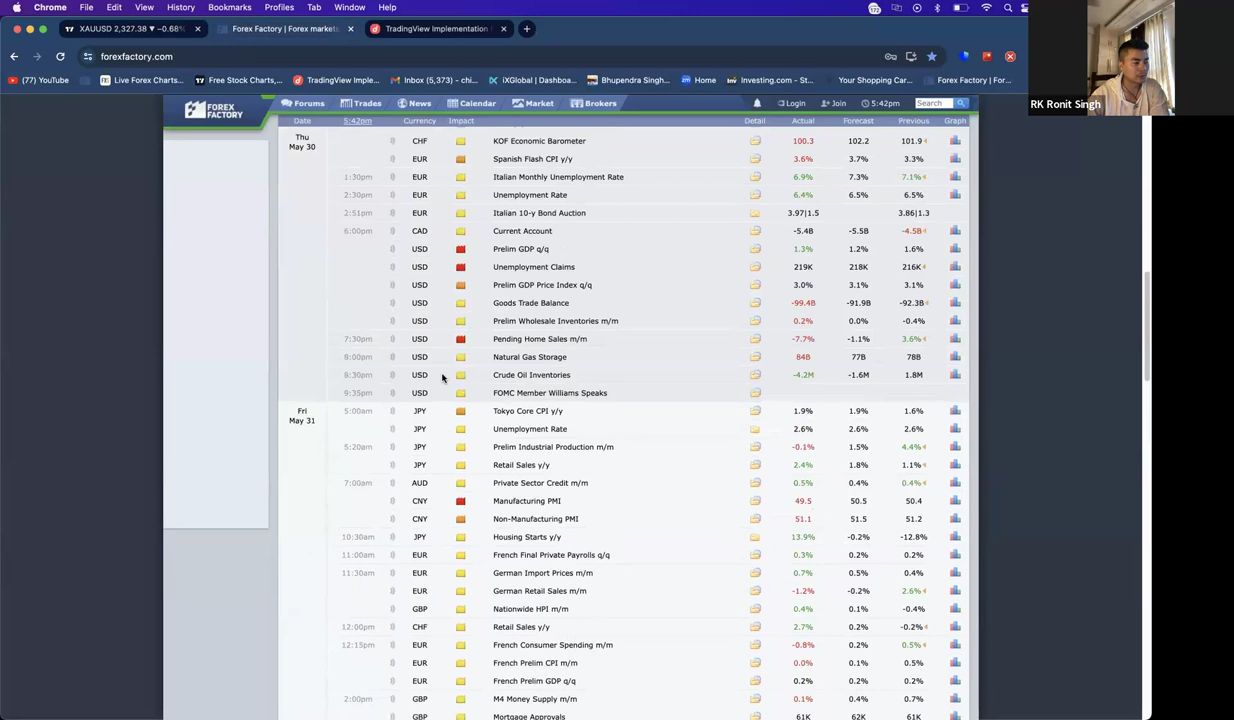 Chrome File Edit View History Bookmarks Profiles Tab Window Help 172
XAUUSD 2,327.38 ▼ −0.68% × Forex Factory | Forex market × TradingView Implementation × +
forexfactory.com
(77) YouTube Live Forex Charts... Free Stock Charts,... TradingView Imple... Inbox (5,373) - chi... iXGlobal | Dashboa... Bhupendra Singh... Home Investing.com - St... Your Shopping Car... Forex Factory | Fo
RK Ronit Singh
FOREX FACTORY Forums Trades News Calendar Market Brokers Login Join 5:42pm Search
Date 5:42pm Currency Impact Detail Actual Forecast Previous Graph
Thu May 30 CHF KOF Economic Barometer 100.3 102.2 101.9
EUR Spanish Flash CPI y/y 3.6% 3.7% 3.3%
1:30pm EUR Italian Monthly Unemployment Rate 6.9% 7.3% 7.1%
2:30pm EUR Unemployment Rate 6.4% 6.5% 6.5%
2:51pm EUR Italian 10-y Bond Auction 3.97|1.5 3.86|1.3
6:00pm CAD Current Account -5.4B -5.5B -4.5B
USD Prelim GDP q/q 1.3% 1.2% 1.6%
USD Unemployment Claims 219K 218K 216K
USD Prelim GDP Price Index q/q 3.0% 3.1% 3.1%
USD Goods Trade Balance -99.4B -91.9B -92.3B
USD Prelim Wholesale Inventories m/m 0.2% 0.0% -0.4%
7:30pm USD Pending Home Sales m/m -7.7% -1.1% 3.6%
8:00pm USD Natural Gas Storage 84B 77B 78B
8:30pm USD Crude Oil Inventories -4.2M -1.6M 1.8M
9:35pm USD FOMC Member Williams Speaks
Fri May 31 5:00am JPY Tokyo Core CPI y/y 1.9% 1.9% 1.6%
JPY Unemployment Rate 2.6% 2.6% 2.6%
5:20am JPY Prelim Industrial Production m/m -0.1% 1.5% 4.4%
JPY Retail Sales y/y 2.4% 1.8% 1.1%
7:00am AUD Private Sector Credit m/m 0.5% 0.4% 0.4%
CNY Manufacturing PMI 49.5 50.5 50.4
CNY Non-Manufacturing PMI 51.1 51.5 51.2
10:30am JPY Housing Starts y/y 13.9% -0.2% -12.8%
11:00am EUR French Final Private Payrolls q/q 0.3% 0.2% 0.2%
11:30am EUR German Import Prices m/m 0.7% 0.5% 0.4%
EUR German Retail Sales m/m -1.2% -0.2% 2.6%
GBP Nationwide HPI m/m 0.4% 0.1% -0.4%
12:00pm CHF Retail Sales y/y 2.7% 0.2% -0.2%
12:15pm EUR French Consumer Spending m/m -0.8% 0.2% 0.5%
EUR French Prelim CPI m/m 0.0% 0.1% 0.5%
EUR French Prelim GDP q/q 0.2% 0.2% 0.2%
2:00pm GBP M4 Money Supply m/m 0.1% 0.4% 0.7%
GBP Mortgage Approvals 61K 62K 61K